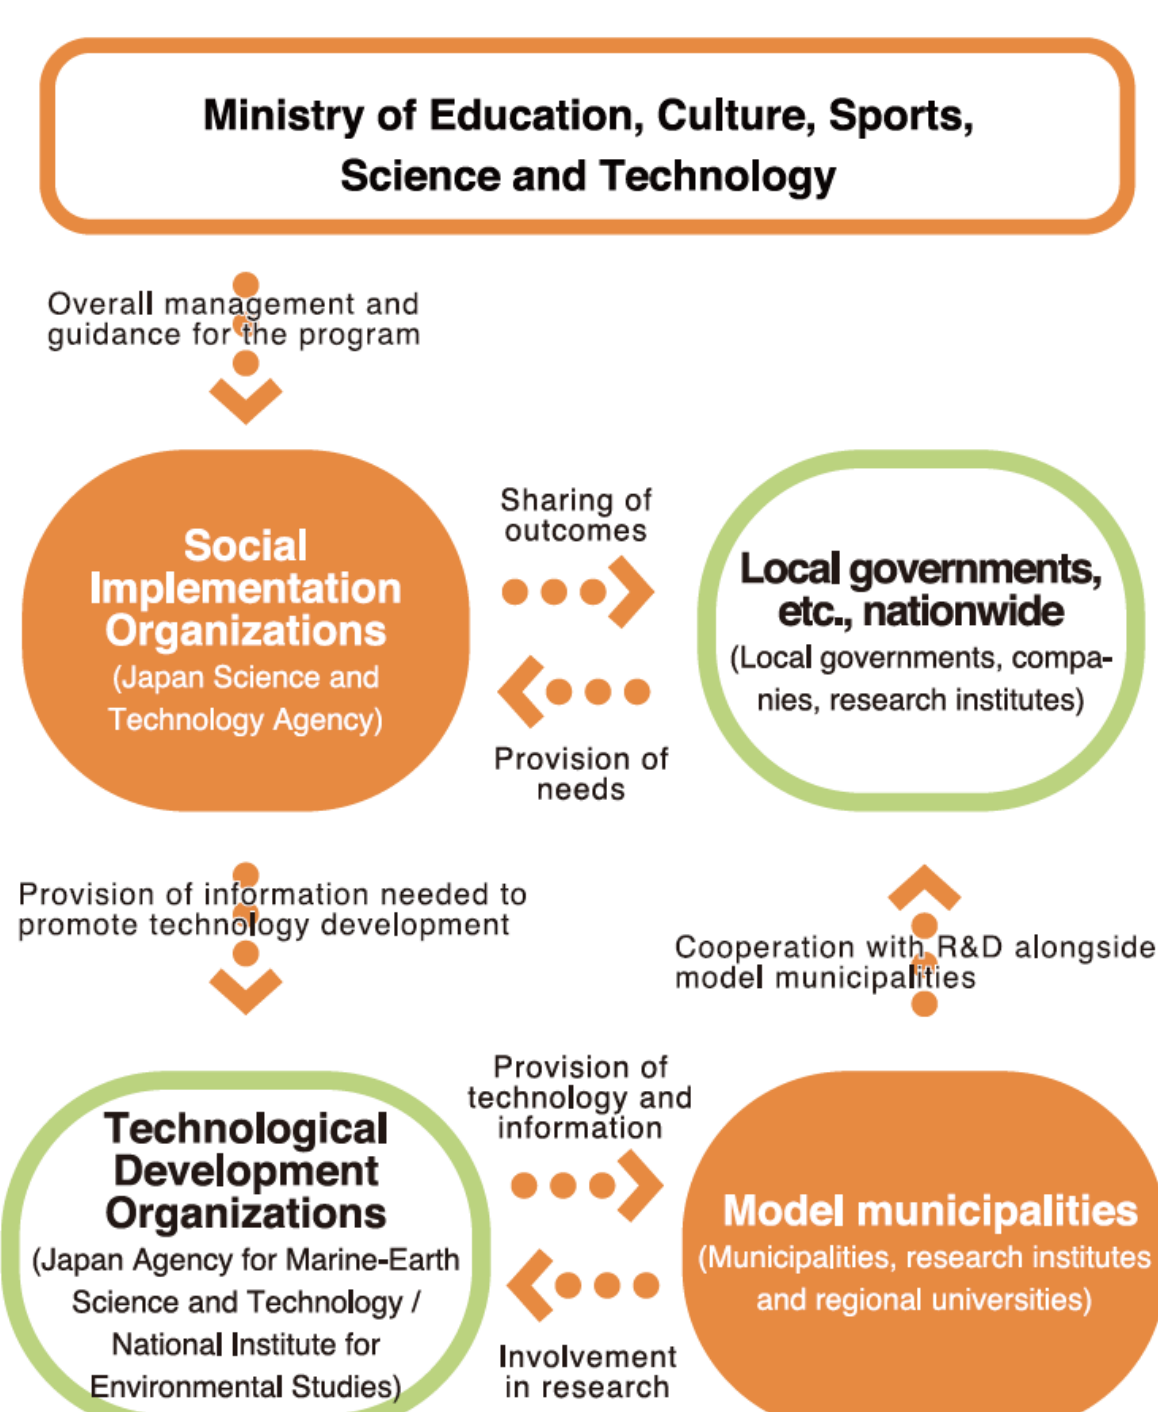 Ministry of Education, Culture, Sports,
Science and Technology
Overall management and
guidance for the program
Social
Implementation
Organizations
(Japan Science and
Technology Agency)
Sharing of
outcomes
Provision of
needs
Local governments,
etc., nationwide
(Local governments, compa-
nies, research institutes)
Provision of information needed to
promote technology development
Cooperation with R&D alongside
model municipalities
Technological
Development
Organizations
(Japan Agency for Marine-Earth
Science and Technology /
National Institute for
Environmental Studies)
Provision of
technology and
information
Involvement
in research
Model municipalities
(Municipalities, research institutes
and regional universities)